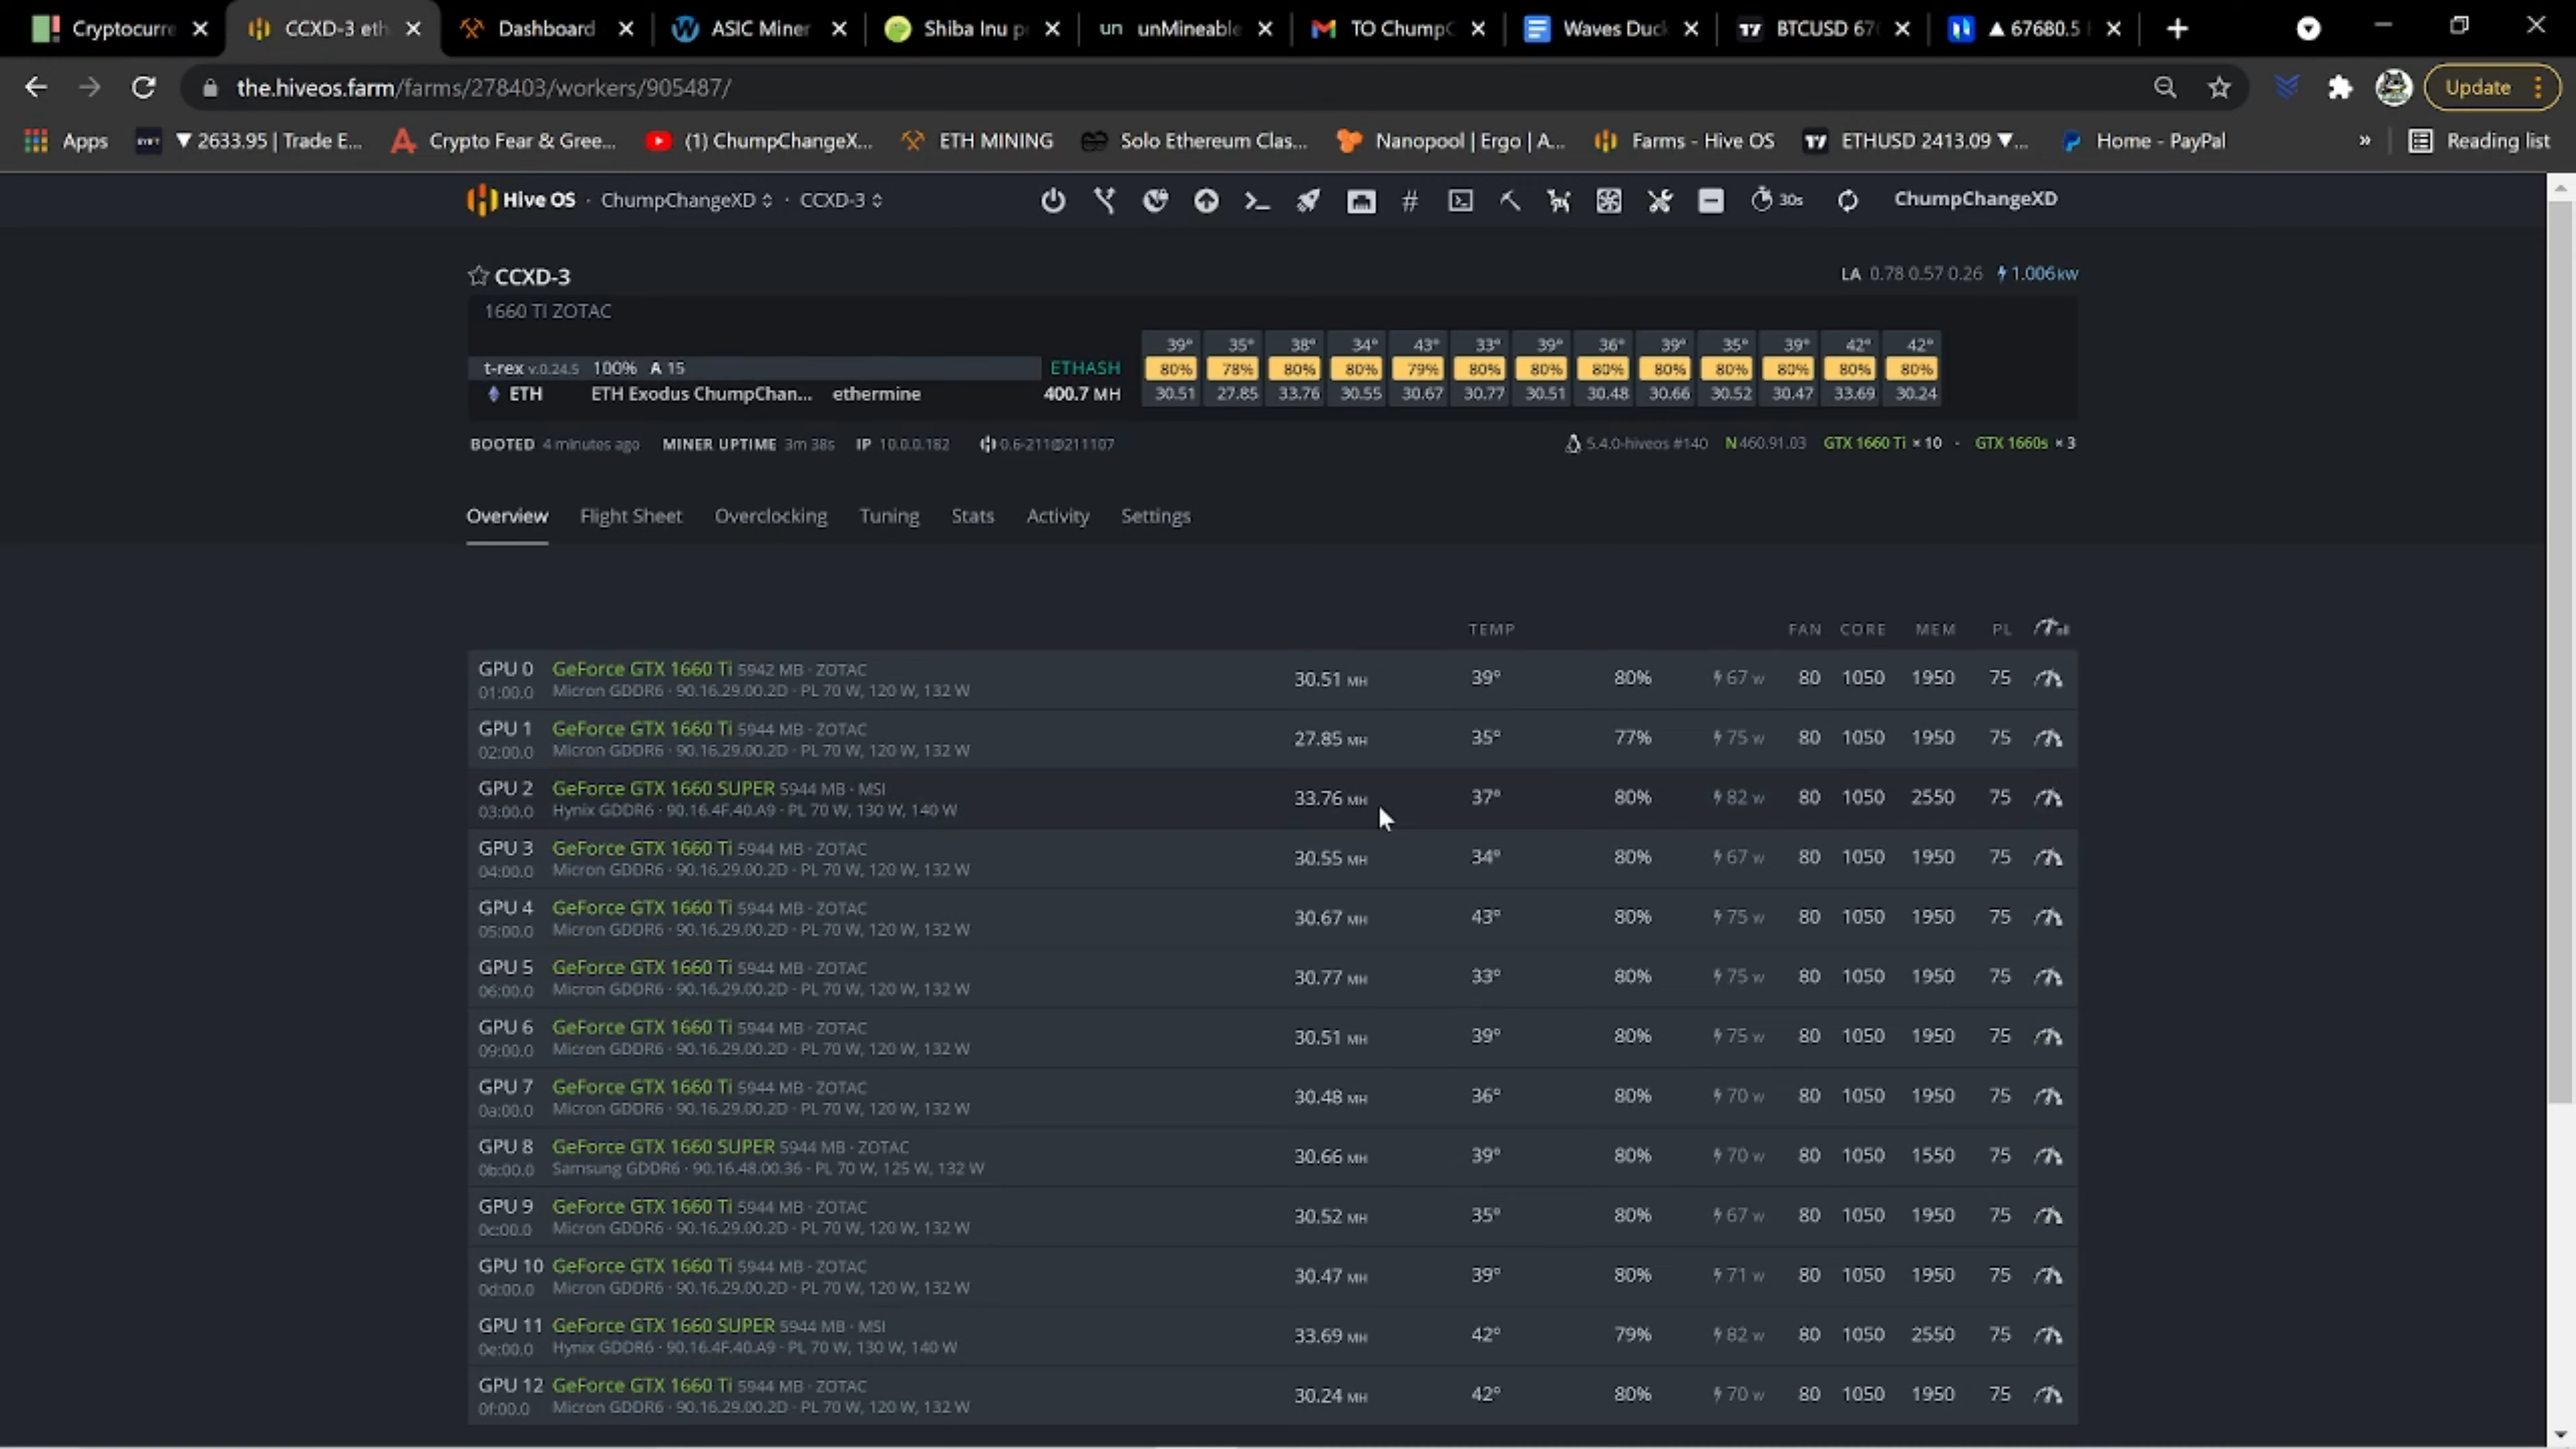 Cryptocurre CCXD-3 eth Dashboard ASIC Miner Shiba Inu p un unMineable TO ChumpC Waves Duck BTCUSD 67 ▲ 67680.5
the.hiveos.farm/farms/278403/workers/905487/ Update
Apps ▼ 2633.95 | Trade E... Crypto Fear & Gree... (1) ChumpChangeX... ETH MINING Solo Ethereum Clas... Nanopool | Ergo | A... Farms - Hive OS ETHUSD 2413.09 ▼... Home - PayPal » Reading list
Hive OS · ChumpChangeXD · CCXD-3 # 30s ChumpChangeXD
CCXD-3 LA 0.78 0.57 0.26 1.006 kw
1660 TI ZOTAC
39° 35° 38° 34° 43° 33° 39° 36° 39° 35° 39° 42° 42°
t-rex v.0.24.5 100% A 15 ETHASH 80% 78% 80% 80% 79% 80% 80% 80% 80% 80% 80% 80% 80%
ETH ETH Exodus ChumpChan... ethermine 400.7 MH 30.51 27.85 33.76 30.55 30.67 30.77 30.51 30.48 30.66 30.52 30.47 33.69 30.24
BOOTED 4 minutes ago MINER UPTIME 3m 38s IP 10.0.0.182 0.6-211@211107 5.4.0-hiveos #140 N 460.91.03 GTX 1660 Ti × 10 · GTX 1660s × 3
Overview Flight Sheet Overclocking Tuning Stats Activity Settings
TEMP FAN CORE MEM PL
GPU 0 GeForce GTX 1660 Ti 5942 MB · ZOTAC 30.51 MH 39° 80% 67 w 80 1050 1950 75
01:00.0 Micron GDDR6 · 90.16.29.00.2D · PL 70 W, 120 W, 132 W
GPU 1 GeForce GTX 1660 Ti 5944 MB · ZOTAC 27.85 MH 35° 77% 75 w 80 1050 1950 75
02:00.0 Micron GDDR6 · 90.16.29.00.2D · PL 70 W, 120 W, 132 W
GPU 2 GeForce GTX 1660 SUPER 5944 MB · MSI 33.76 MH 37° 80% 82 w 80 1050 2550 75
03:00.0 Hynix GDDR6 · 90.16.4F.40.A9 · PL 70 W, 130 W, 140 W
GPU 3 GeForce GTX 1660 Ti 5944 MB · ZOTAC 30.55 MH 34° 80% 67 w 80 1050 1950 75
04:00.0 Micron GDDR6 · 90.16.29.00.2D · PL 70 W, 120 W, 132 W
GPU 4 GeForce GTX 1660 Ti 5944 MB · ZOTAC 30.67 MH 43° 80% 75 w 80 1050 1950 75
05:00.0 Micron GDDR6 · 90.16.29.00.2D · PL 70 W, 120 W, 132 W
GPU 5 GeForce GTX 1660 Ti 5944 MB · ZOTAC 30.77 MH 33° 80% 75 w 80 1050 1950 75
06:00.0 Micron GDDR6 · 90.16.29.00.2D · PL 70 W, 120 W, 132 W
GPU 6 GeForce GTX 1660 Ti 5944 MB · ZOTAC 30.51 MH 39° 80% 75 w 80 1050 1950 75
09:00.0 Micron GDDR6 · 90.16.29.00.2D · PL 70 W, 120 W, 132 W
GPU 7 GeForce GTX 1660 Ti 5944 MB · ZOTAC 30.48 MH 36° 80% 70 w 80 1050 1950 75
0a:00.0 Micron GDDR6 · 90.16.29.00.2D · PL 70 W, 120 W, 132 W
GPU 8 GeForce GTX 1660 SUPER 5944 MB · ZOTAC 30.66 MH 39° 80% 70 w 80 1050 1550 75
0b:00.0 Samsung GDDR6 · 90.16.48.00.36 · PL 70 W, 125 W, 132 W
GPU 9 GeForce GTX 1660 Ti 5944 MB · ZOTAC 30.52 MH 35° 80% 67 w 80 1050 1950 75
0c:00.0 Micron GDDR6 · 90.16.29.00.2D · PL 70 W, 120 W, 132 W
GPU 10 GeForce GTX 1660 Ti 5944 MB · ZOTAC 30.47 MH 39° 80% 71 w 80 1050 1950 75
0d:00.0 Micron GDDR6 · 90.16.29.00.2D · PL 70 W, 120 W, 132 W
GPU 11 GeForce GTX 1660 SUPER 5944 MB · MSI 33.69 MH 42° 79% 82 w 80 1050 2550 75
0e:00.0 Hynix GDDR6 · 90.16.4F.40.A9 · PL 70 W, 130 W, 140 W
GPU 12 GeForce GTX 1660 Ti 5944 MB · ZOTAC 30.24 MH 42° 80% 70 w 80 1050 1950 75
0f:00.0 Micron GDDR6 · 90.16.29.00.2D · PL 70 W, 120 W, 132 W